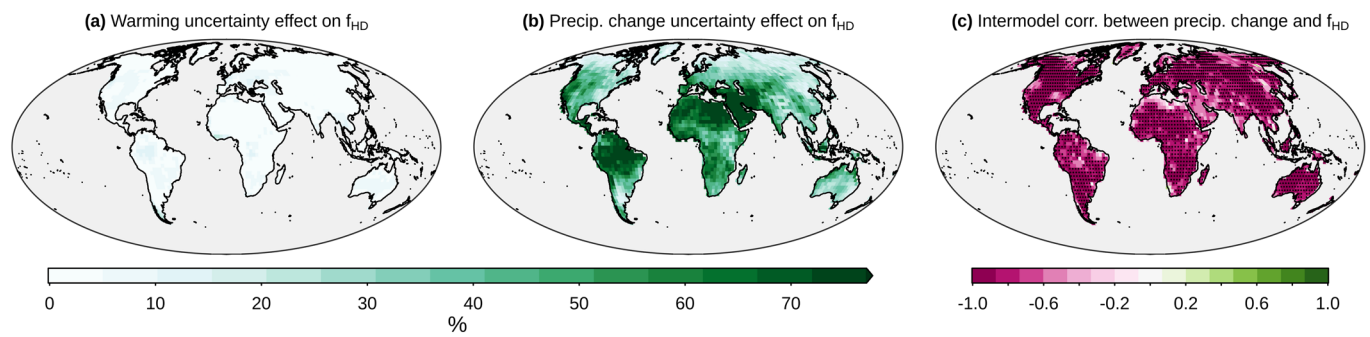 (a) Warming uncertainty effect on fHD
(b) Precip. change uncertainty effect on fHD
(c) Intermodel corr. between precip. change and fHD
0 10 20 30 40 50 60 70
%
-1.0 -0.6 -0.2 0.2 0.6 1.0